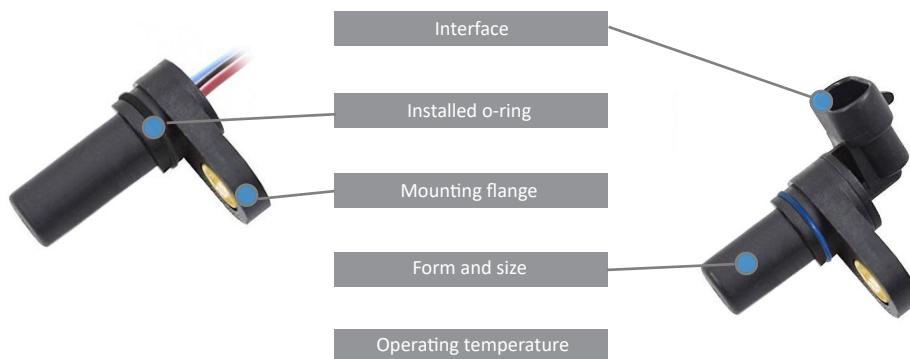 Interface
Installed o-ring
Mounting flange
Form and size
Operating temperature